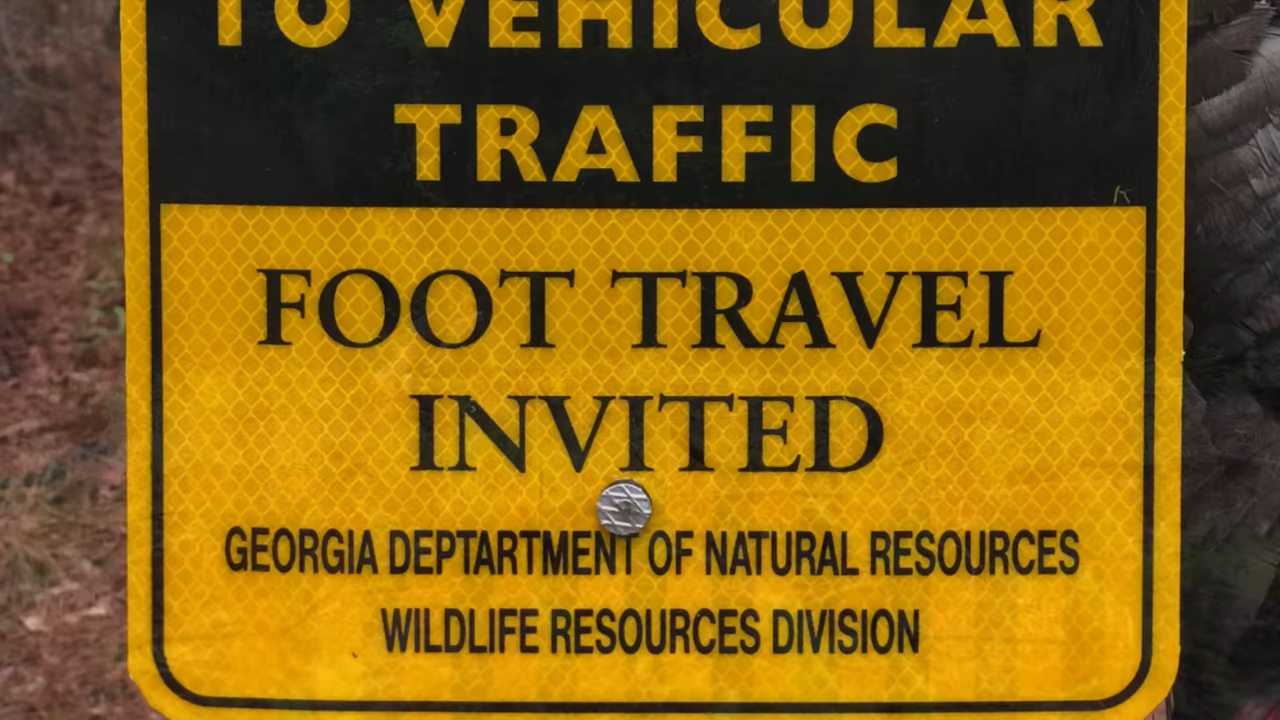 TO VEHICULAR
TRAFFIC
FOOT TRAVEL
INVITED
GEORGIA DEPTARTMENT OF NATURAL RESOURCES
WILDLIFE RESOURCES DIVISION